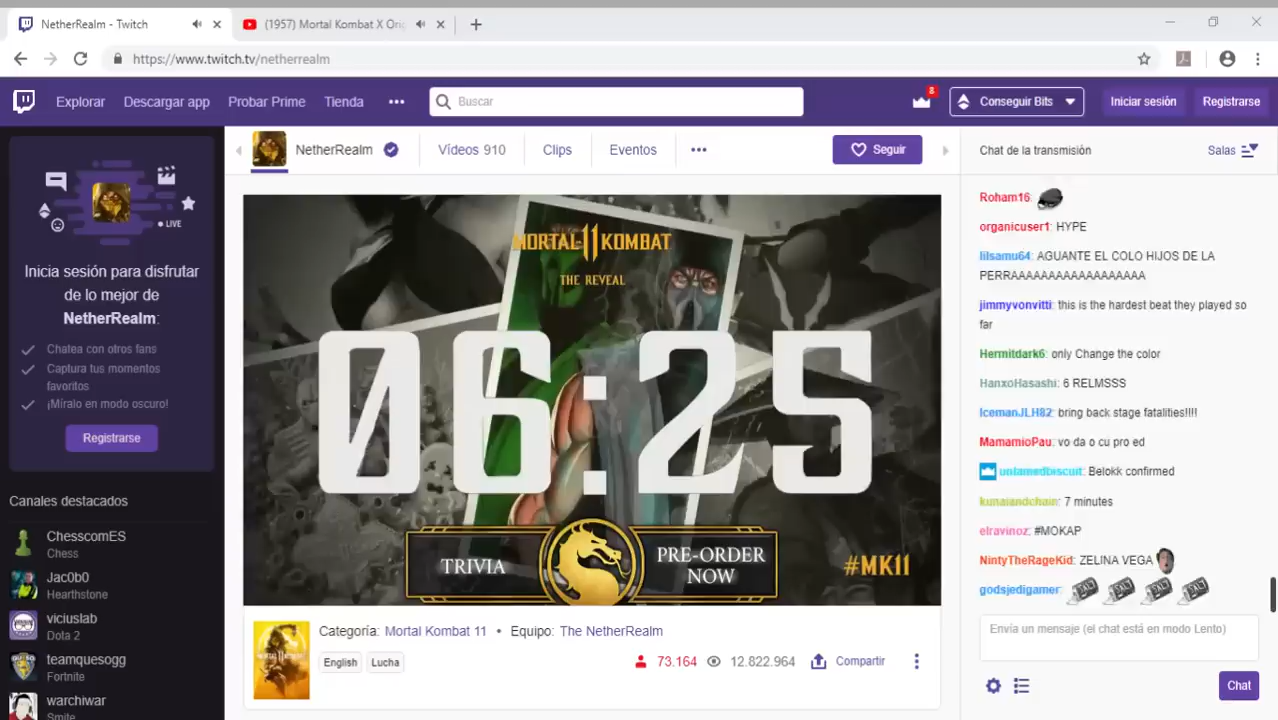 NetherRealm - Twitch
(1957) Mortal Kombat X Orig
https://www.twitch.tv/netherrealm
Explorar
Descargar app
Probar Prime
Tienda
Buscar
8
Conseguir Bits
Iniciar sesión
Registrarse
LIVE
Inicia sesión para disfrutar
de lo mejor de
NetherRealm:
Chatea con otros fans
Captura tus momentos
favoritos
¡Míralo en modo oscuro!
Registrarse
Canales destacados
ChesscomES
Chess
Jac0b0
Hearthstone
viciuslab
Dota 2
teamquesogg
Fortnite
warchiwar
Smite
NetherRealm
Vídeos 910
Clips
Eventos
Seguir
MORTAL 11 KOMBAT
THE REVEAL
06:25
TRIVIA
PRE-ORDER
NOW
#MK11
Categoría: Mortal Kombat 11 • Equipo: The NetherRealm
English
Lucha
73.164
12.822.964
Compartir
Chat de la transmisión
Salas
Roham16:
organicuser1: HYPE
lilsamu64: AGUANTE EL COLO HIJOS DE LA
PERRAAAAAAAAAAAAAAAAAA
jimmyvonvitti: this is the hardest beat they played so
far
Hermitdark6: only Change the color
HanxoHasashi: 6 RELMSSS
IcemanJLH82: bring back stage fatalities!!!!
MamamioPau: vo da o cu pro ed
untamedbiscuit: Belokk confirmed
kunaiandchain: 7 minutes
elravinoz: #MOKAP
NintyTheRageKid: ZELINA VEGA
godsjedigamer:
Envía un mensaje (el chat está en modo Lento)
Chat